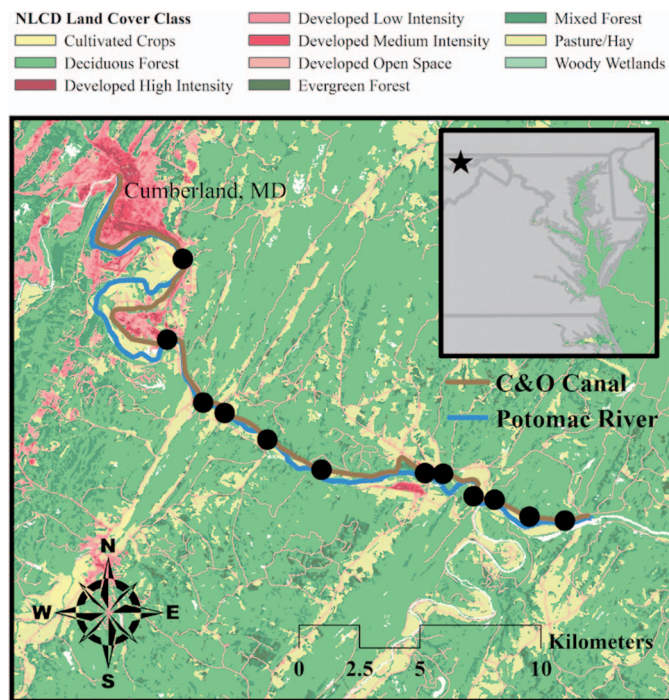 NLCD Land Cover Class
Cultivated Crops
Deciduous Forest
Developed High Intensity
Developed Low Intensity
Developed Medium Intensity
Developed Open Space
Evergreen Forest
Mixed Forest
Pasture/Hay
Woody Wetlands
Cumberland, MD
C&O Canal
Potomac River
N
W E
S
Kilometers
0 2.5 5 10